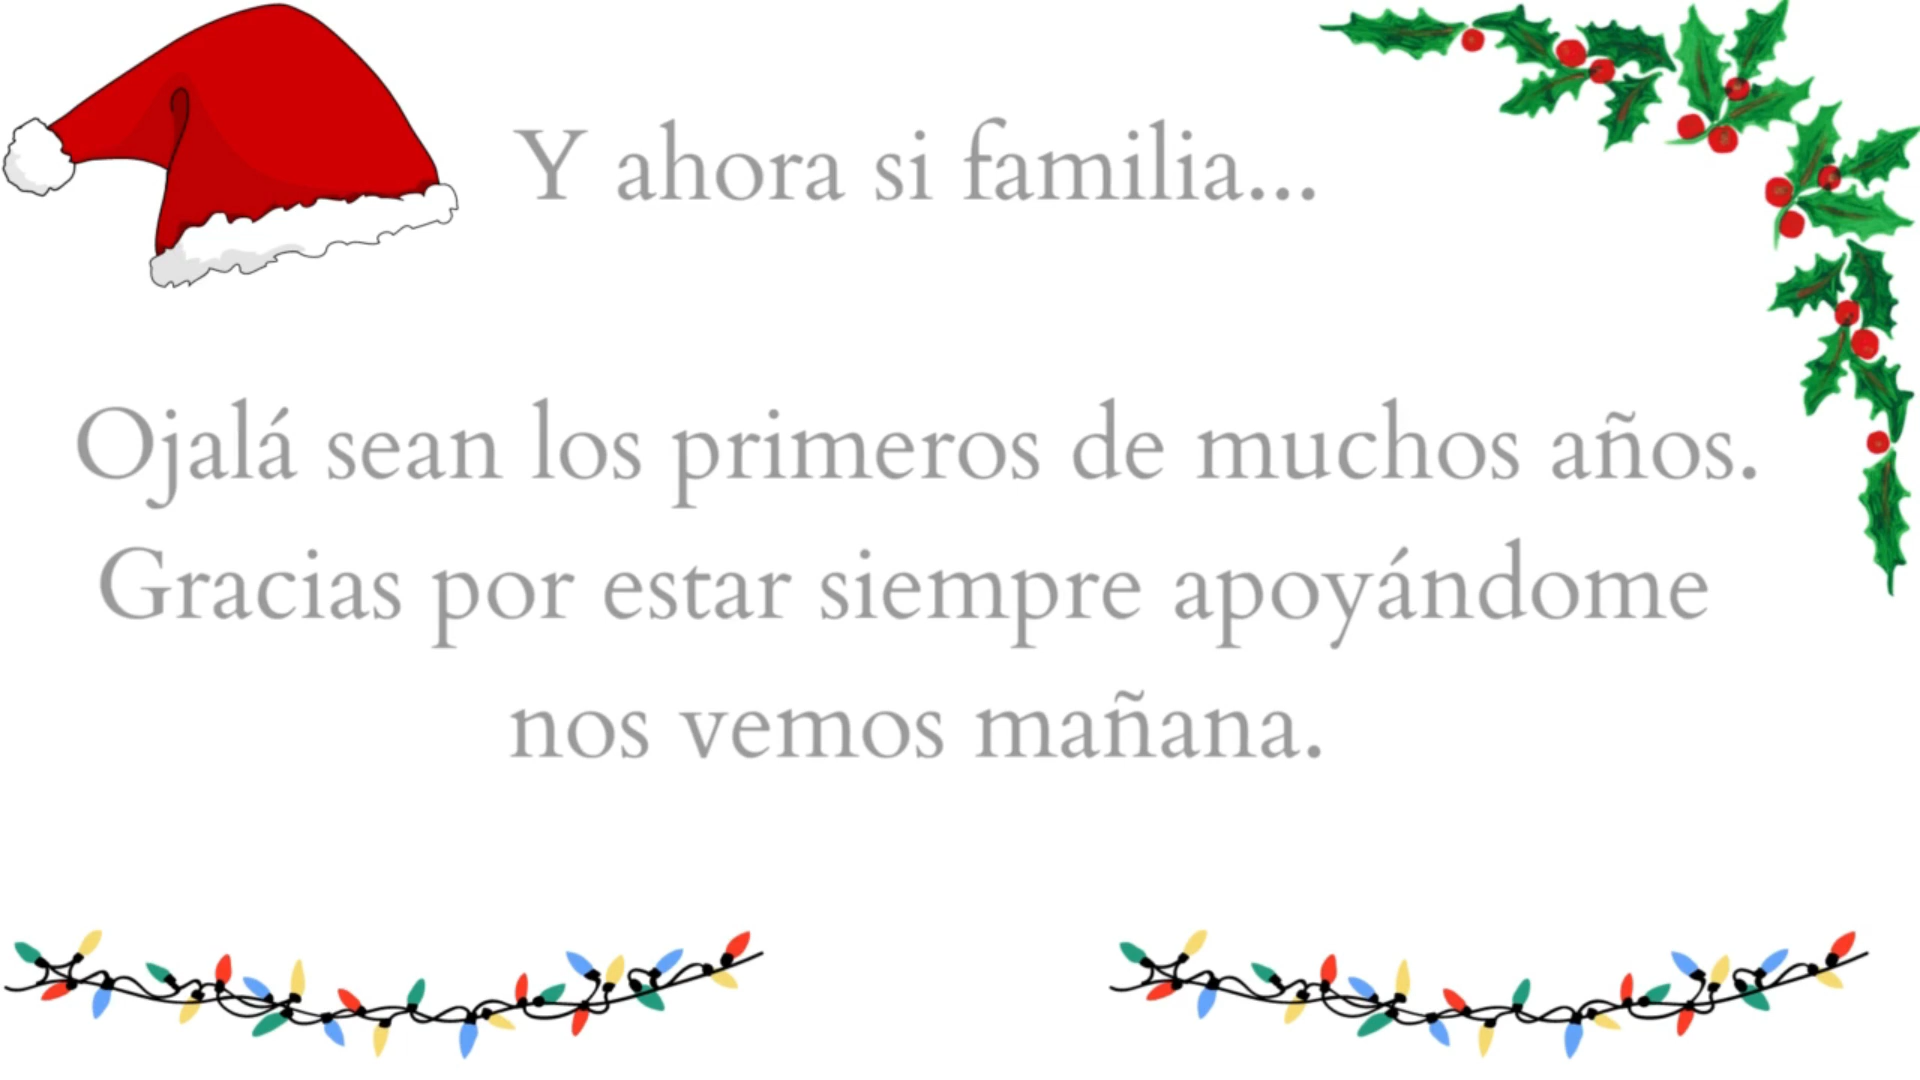 Y ahora si familia...
Ojalá sean los primeros de muchos años.
Gracias por estar siempre apoyándome
nos vemos mañana.